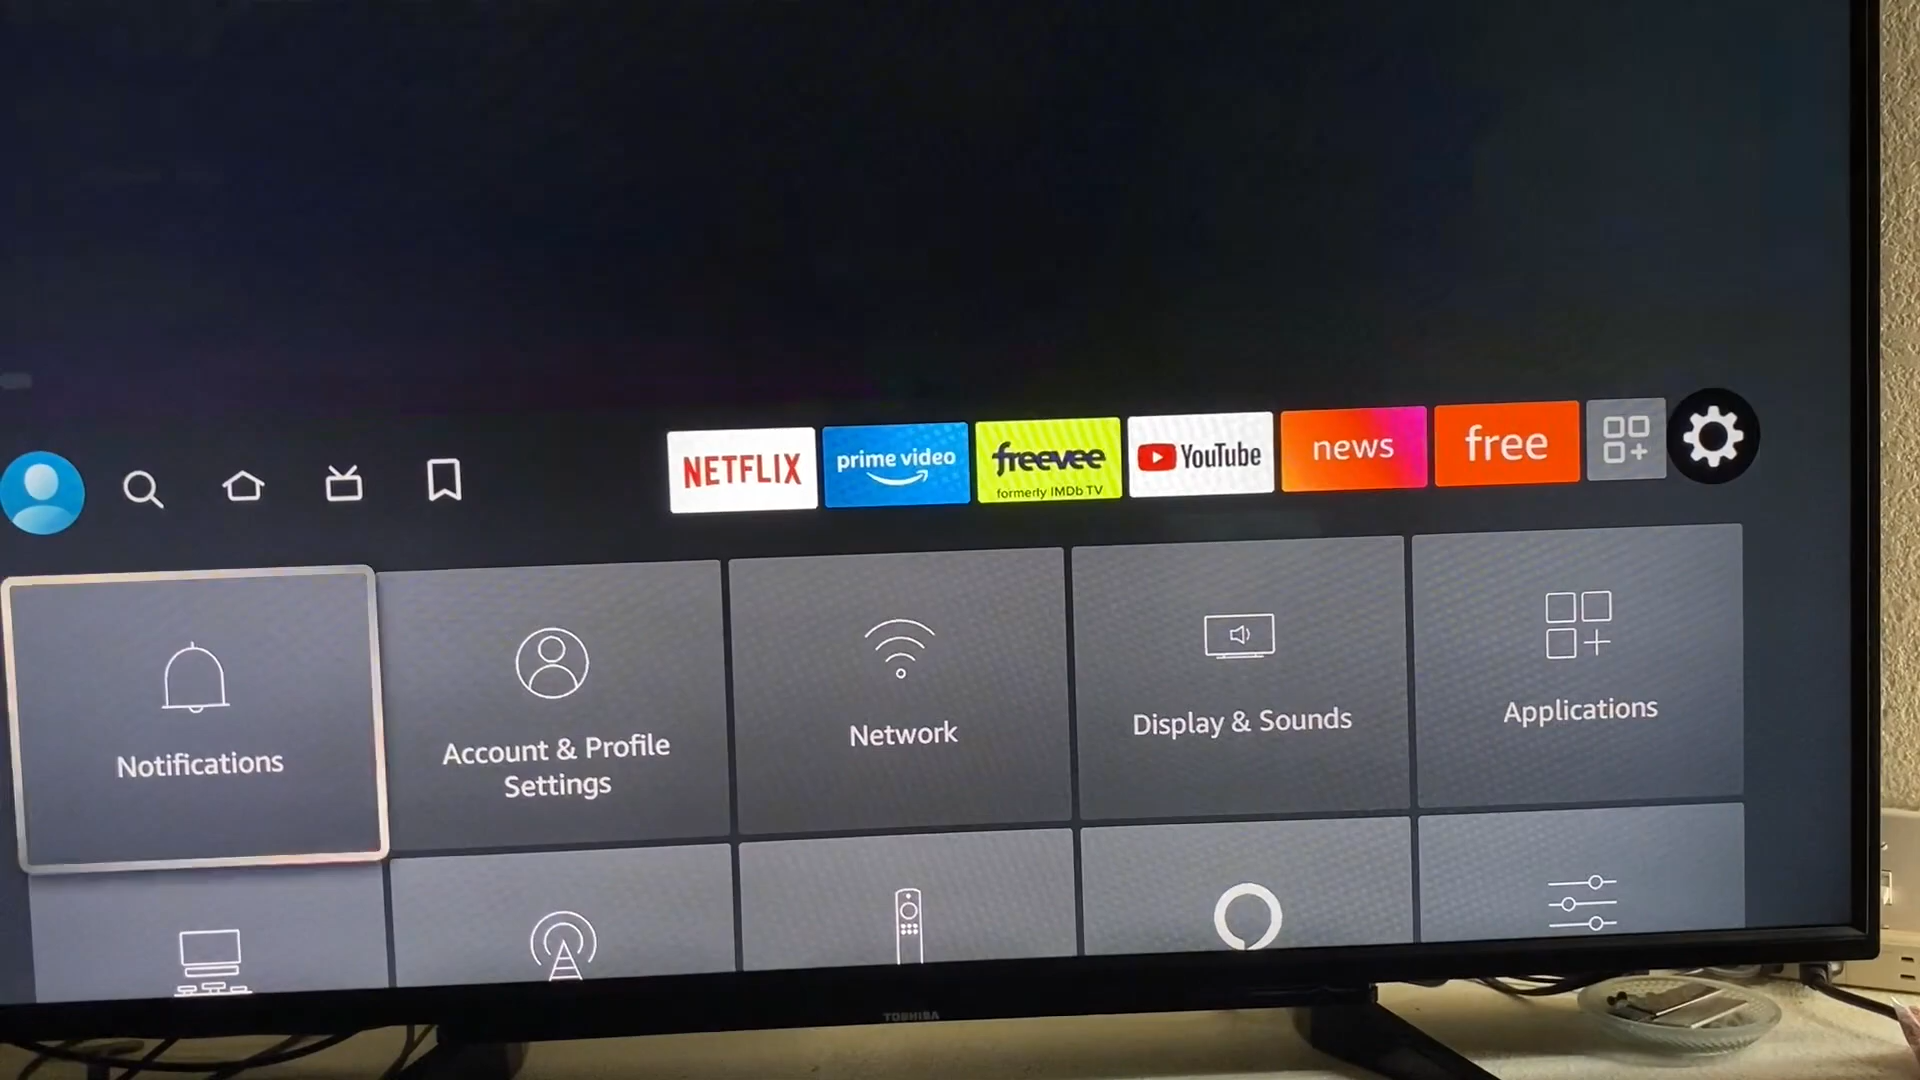 NETFLIX
prime video
freevee
formerly IMDb TV
YouTube
news
free
Notifications
Account & Profile
Settings
Network
Display & Sounds
Applications
TOSHIBA